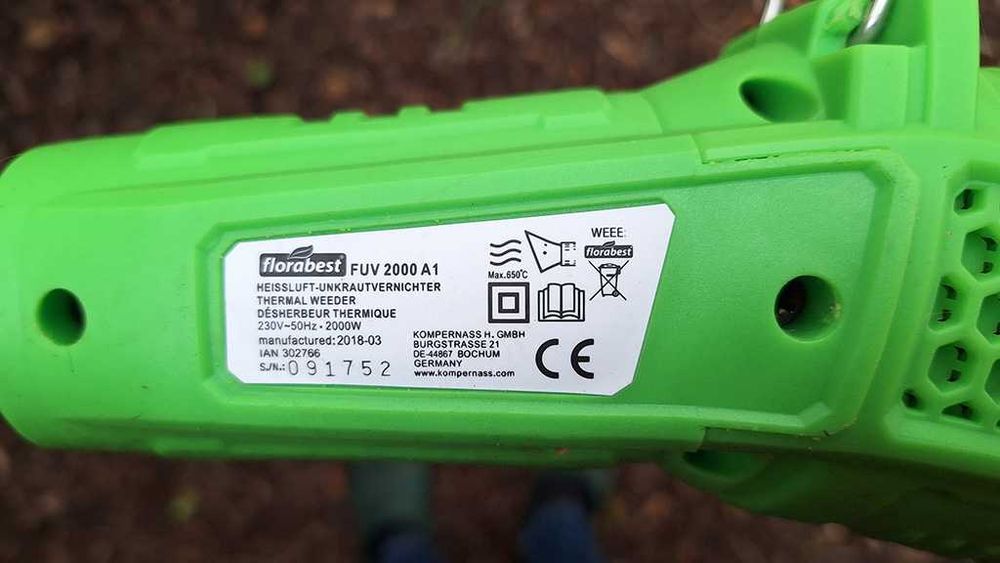 florabest FUV 2000 A1
HEISSLUFT-UNKRAUTVERNICHTER
THERMAL WEEDER
DÉSHERBEUR THERMIQUE
230V~50Hz • 2000W
manufactured: 2018-03
IAN 302766
S./N.: 091752
KOMPERNASS H. GMBH
BURGSTRASSE 21
DE-44867 BOCHUM
GERMANY
www.kompernass.com
Max.650°C
WEEE:
florabest
CE